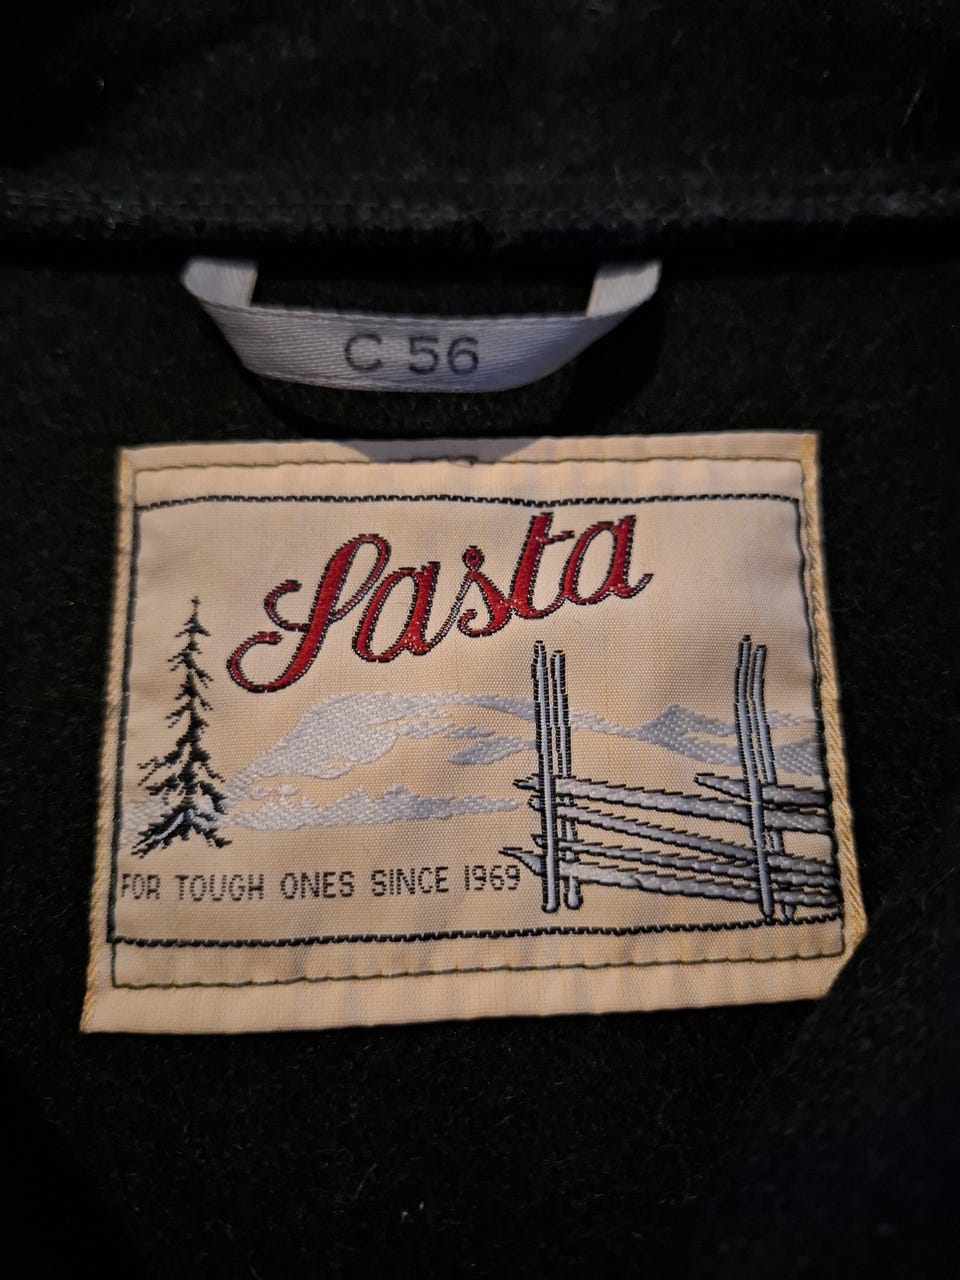 C 56
Sasta
FOR TOUGH ONES SINCE 1969